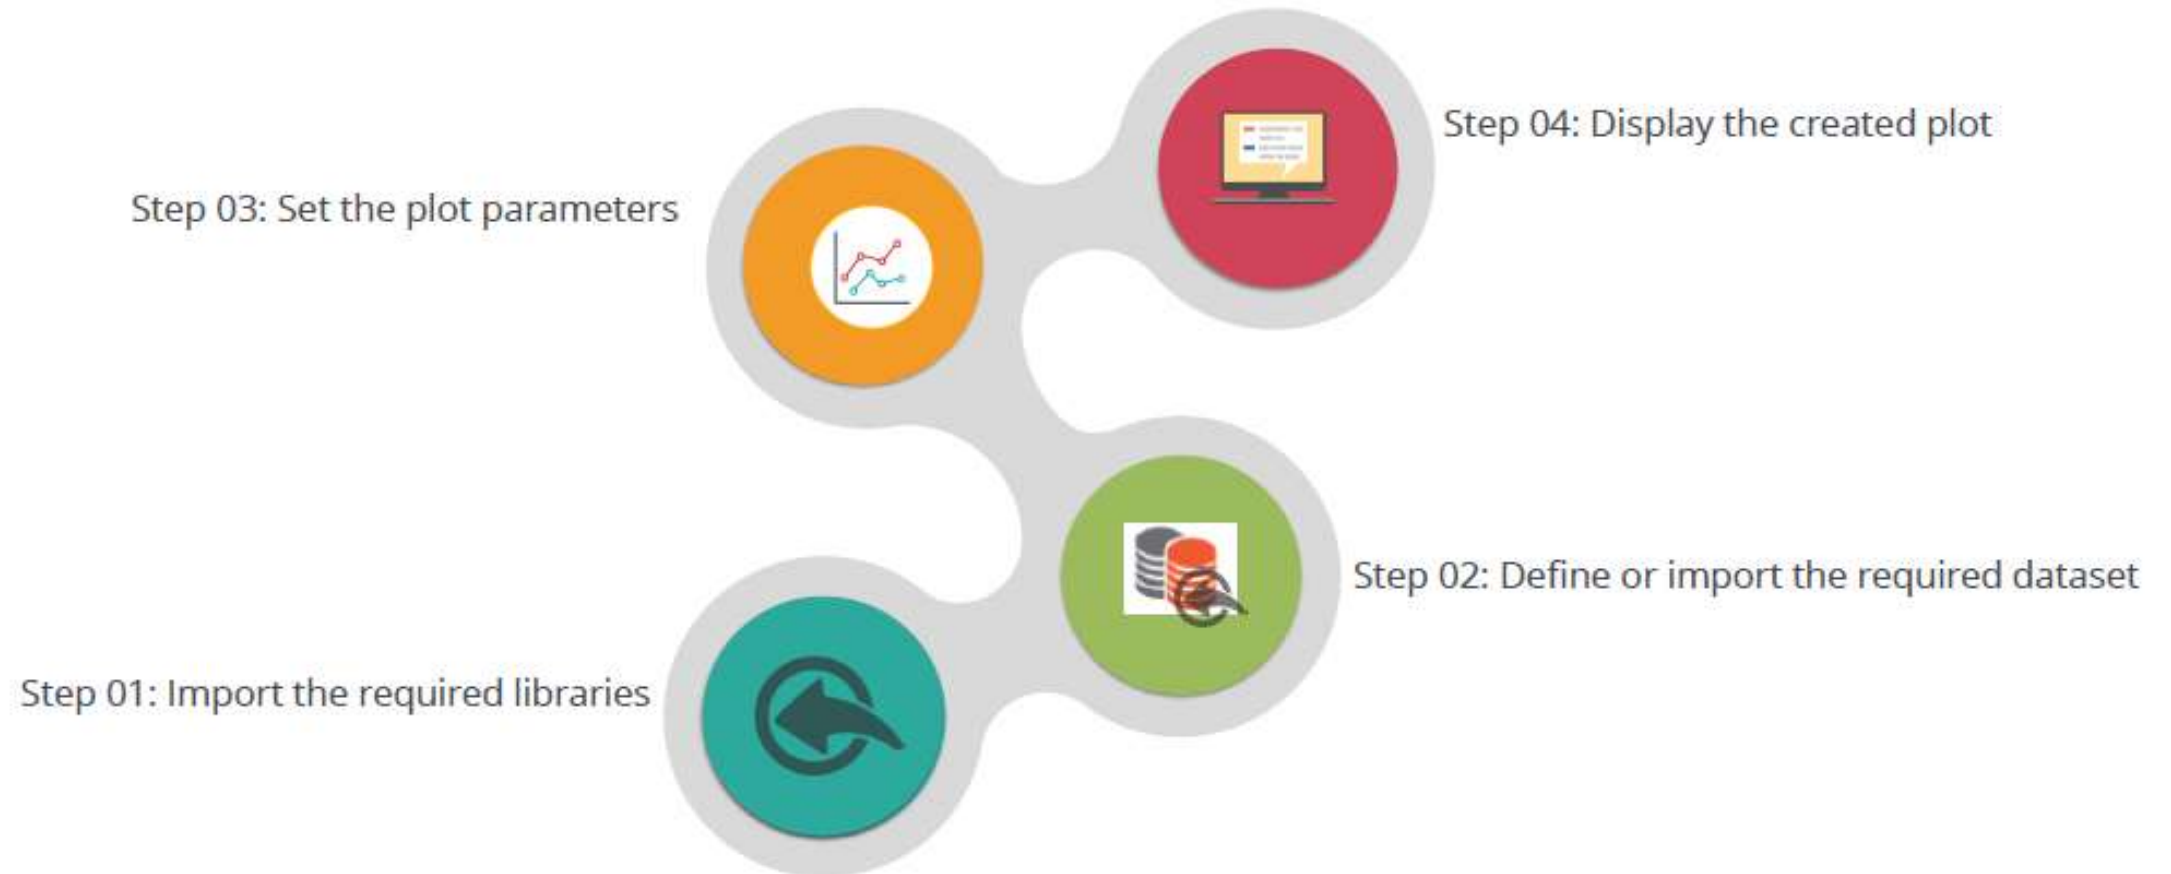 Step 04: Display the created plot
Step 03: Set the plot parameters
Step 02: Define or import the required dataset
Step 01: Import the required libraries